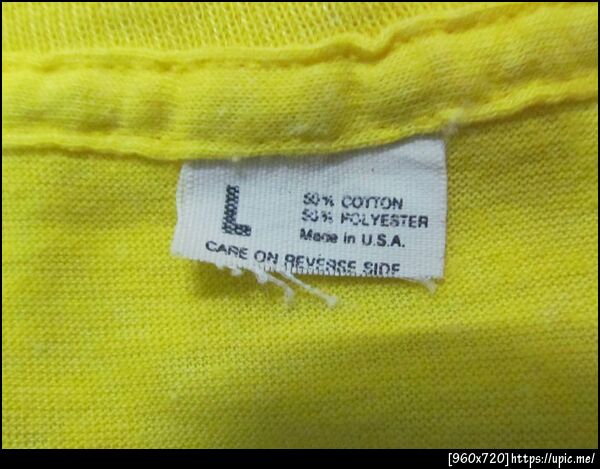 L
50% COTTON
50% POLYESTER
Made in U.S.A.
CARE ON REVERSE SIDE
[960x720]https://upic.me/